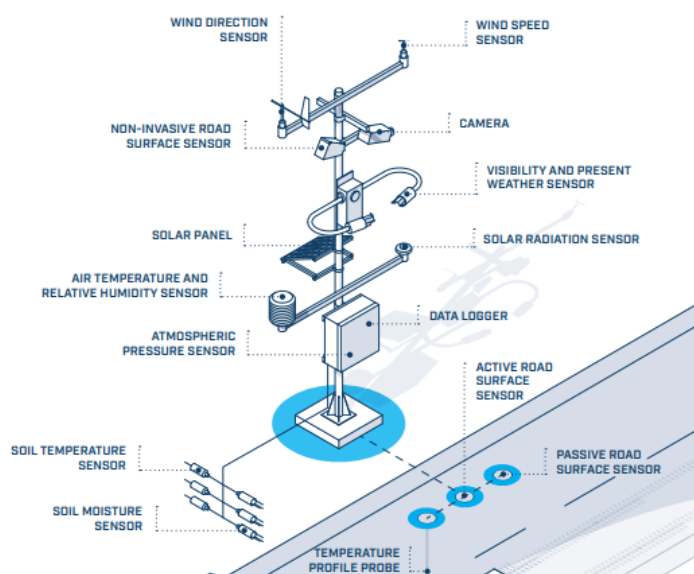 WIND DIRECTION
SENSOR
WIND SPEED
SENSOR
NON-INVASIVE ROAD
SURFACE SENSOR
CAMERA
VISIBILITY AND PRESENT
WEATHER SENSOR
SOLAR PANEL
SOLAR RADIATION SENSOR
AIR TEMPERATURE AND
RELATIVE HUMIDITY SENSOR
DATA LOGGER
ATMOSPHERIC
PRESSURE SENSOR
ACTIVE ROAD
SURFACE
SENSOR
SOIL TEMPERATURE
SENSOR
PASSIVE ROAD
SURFACE SENSOR
SOIL MOISTURE
SENSOR
TEMPERATURE
PROFILE PROBE